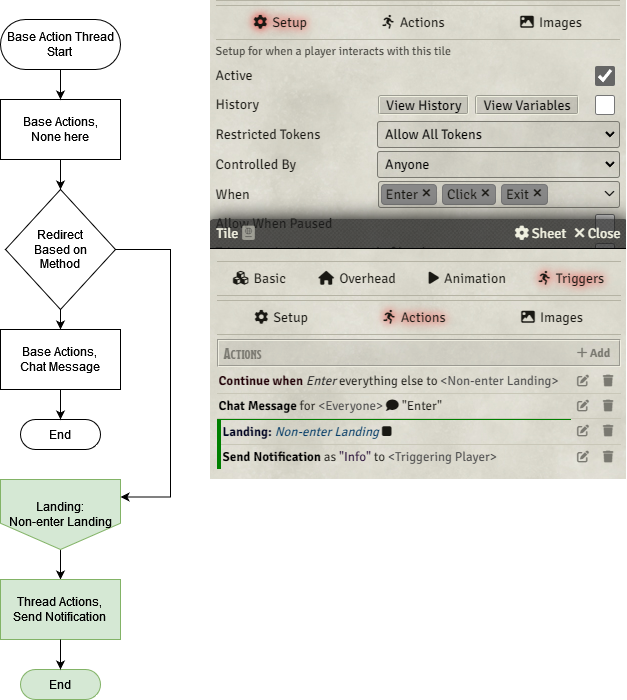 Base Action Thread
Start
Base Actions,
None here
Redirect
Based on
Method
Base Actions,
Chat Message
End
Landing:
Non-enter Landing
Thread Actions,
Send Notification
End
Setup Actions Images
Setup for when a player interacts with this tile
Active
History View History View Variables
Restricted Tokens Allow All Tokens
Controlled By Anyone
When Enter × Click × Exit ×
Allow When Paused
Tile Sheet × Close
Basic Overhead Animation Triggers
Setup Actions Images
Actions + Add
Continue when Enter everything else to <Non-enter Landing>
Chat Message for <Everyone> "Enter"
Landing: Non-enter Landing
Send Notification as "Info" to <Triggering Player>